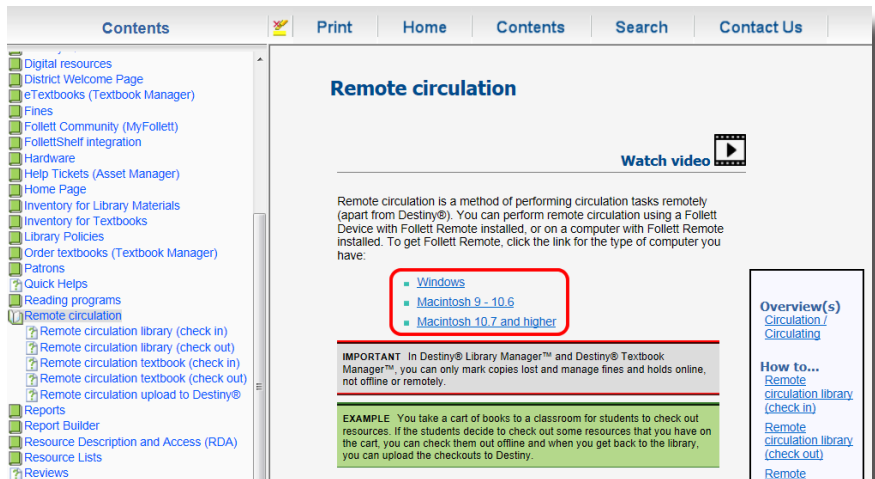 Contents
Print
Home
Contents
Search
Contact Us
Digital resources
District Welcome Page
eTextbooks (Textbook Manager)
Fines
Follett Community (MyFollett)
FollettShelf integration
Hardware
Help Tickets (Asset Manager)
Home Page
Inventory for Library Materials
Inventory for Textbooks
Library Policies
Order textbooks (Textbook Manager)
Patrons
Quick Helps
Reading programs
Remote circulation
Remote circulation library (check in)
Remote circulation library (check out)
Remote circulation textbook (check in)
Remote circulation textbook (check out)
Remote circulation upload to Destiny®
Reports
Report Builder
Resource Description and Access (RDA)
Resource Lists
Reviews
Remote circulation
Watch video
Remote circulation is a method of performing circulation tasks remotely
(apart from Destiny®). You can perform remote circulation using a Follett
Device with Follett Remote installed, or on a computer with Follett Remote
installed. To get Follett Remote, click the link for the type of computer you
have:
Windows
Macintosh 9 - 10.6
Macintosh 10.7 and higher
IMPORTANT In Destiny® Library Manager™ and Destiny® Textbook
Manager™, you can only mark copies lost and manage fines and holds online,
not offline or remotely.
EXAMPLE You take a cart of books to a classroom for students to check out
resources. If the students decide to check out some resources that you have on
the cart, you can check them out offline and when you get back to the library,
you can upload the checkouts to Destiny.
Overview(s)
Circulation /
Circulating
How to...
Remote
circulation library
(check in)
Remote
circulation library
(check out)
Remote